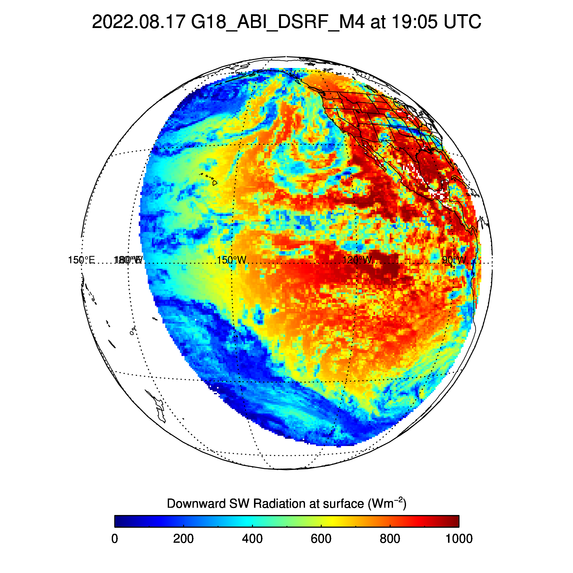 2022.08.17 G18_ABI_DSRF_M4 at 19:05 UTC
150°E 180°W 150°W 120°W 90°W
Downward SW Radiation at surface (Wm⁻²)
0 200 400 600 800 1000